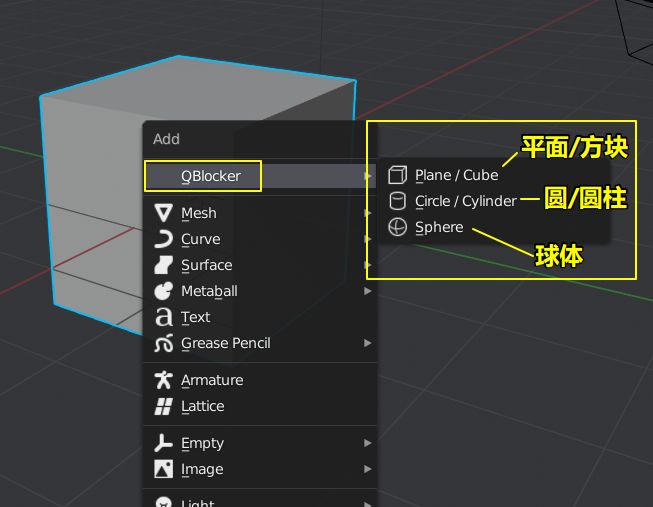 Add
QBlocker
Plane / Cube
平面/方块
Circle / Cylinder
圆/圆柱
Sphere
球体
Mesh
Curve
Surface
Metaball
Text
Grease Pencil
Armature
Lattice
Empty
Image
Light